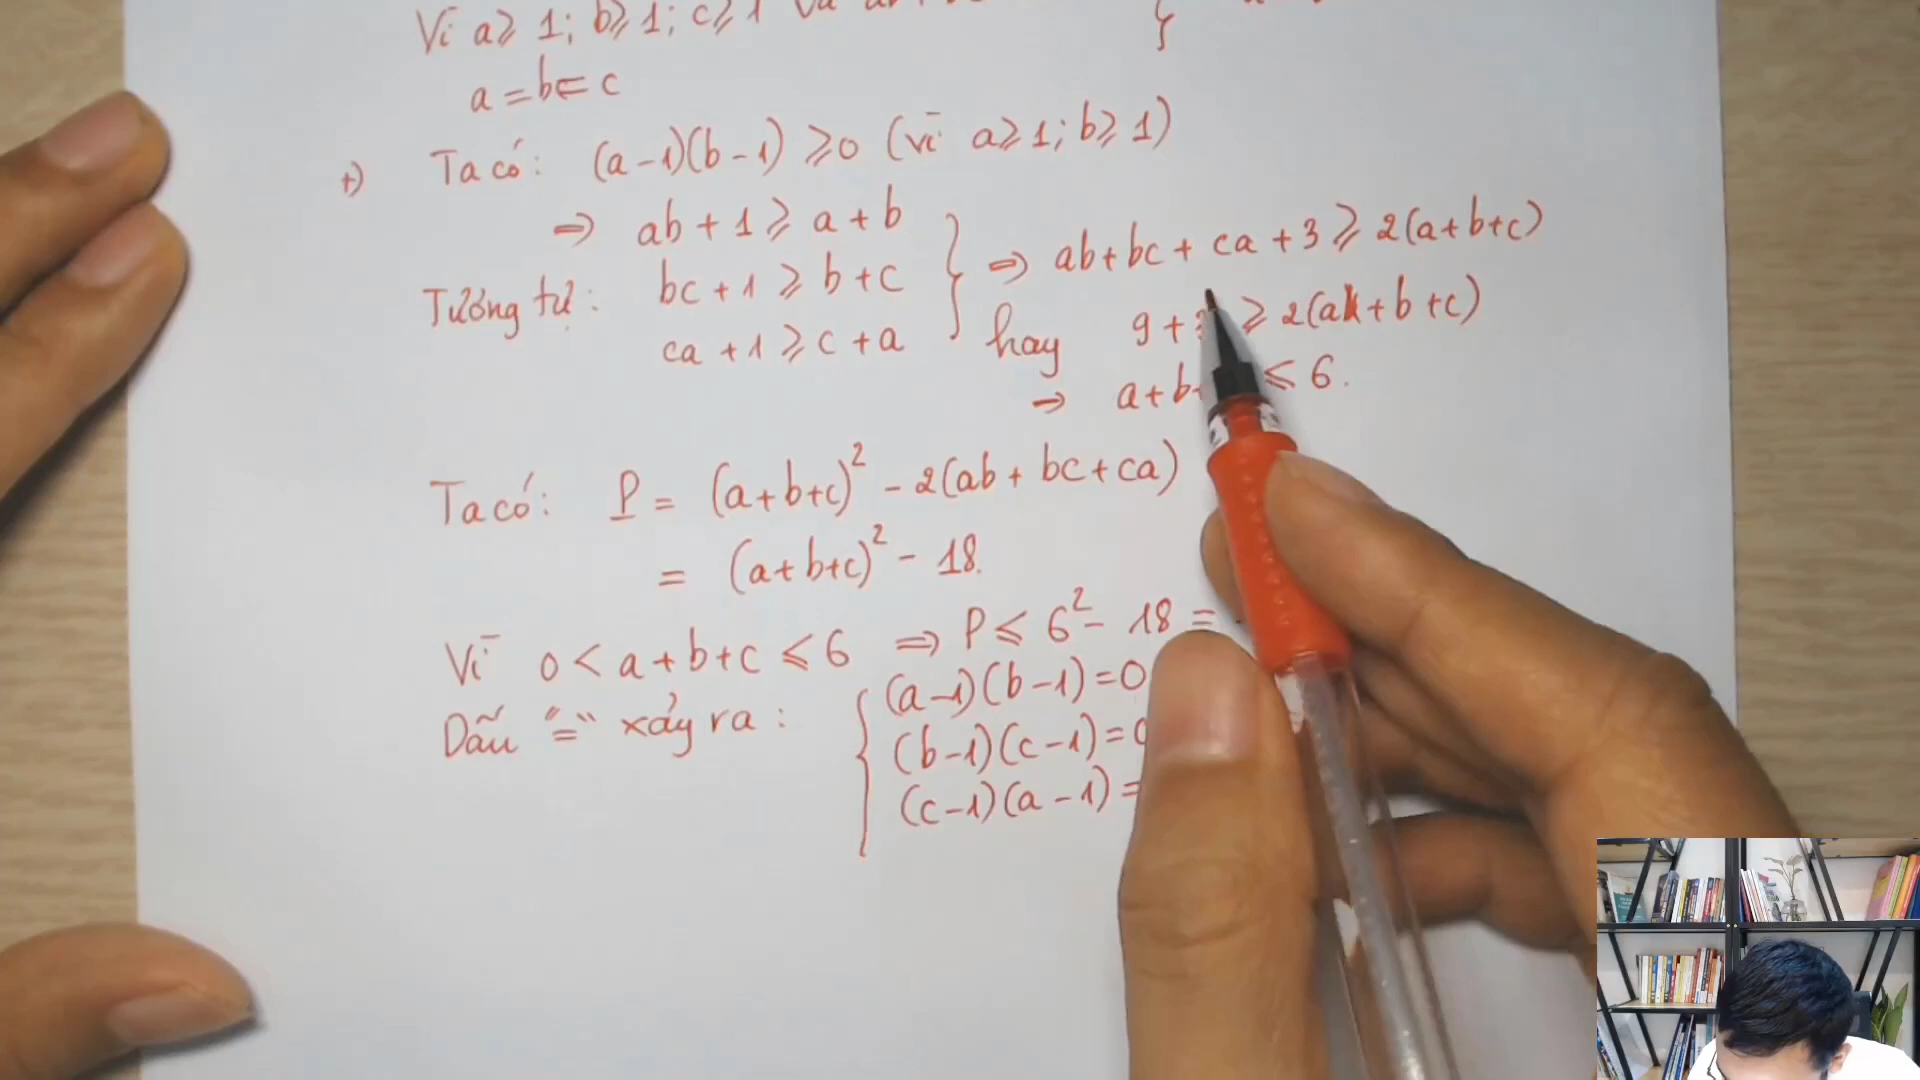 Vì a ≥ 1; b ≥ 1; c ≥ 1 và
a = b = c
+) Ta có: (a-1)(b-1) ≥ 0 (vì a ≥ 1; b ≥ 1)
⇒ ab + 1 ≥ a + b
Tương tự: bc + 1 ≥ b + c
ca + 1 ≥ c + a
⇒ ab + bc + ca + 3 ≥ 2(a+b+c)
hay 9 + ≥ 2(a + b + c)
⇒ a + b ≤ 6.
Ta có: P = (a+b+c)² - 2(ab + bc + ca)
= (a+b+c)² - 18.
Vì 0 < a + b + c ≤ 6 ⇒ P ≤ 6² - 18 =
Dấu "=" xảy ra: (a-1)(b-1) = 0
(b-1)(c-1) = 0
(c-1)(a-1) =